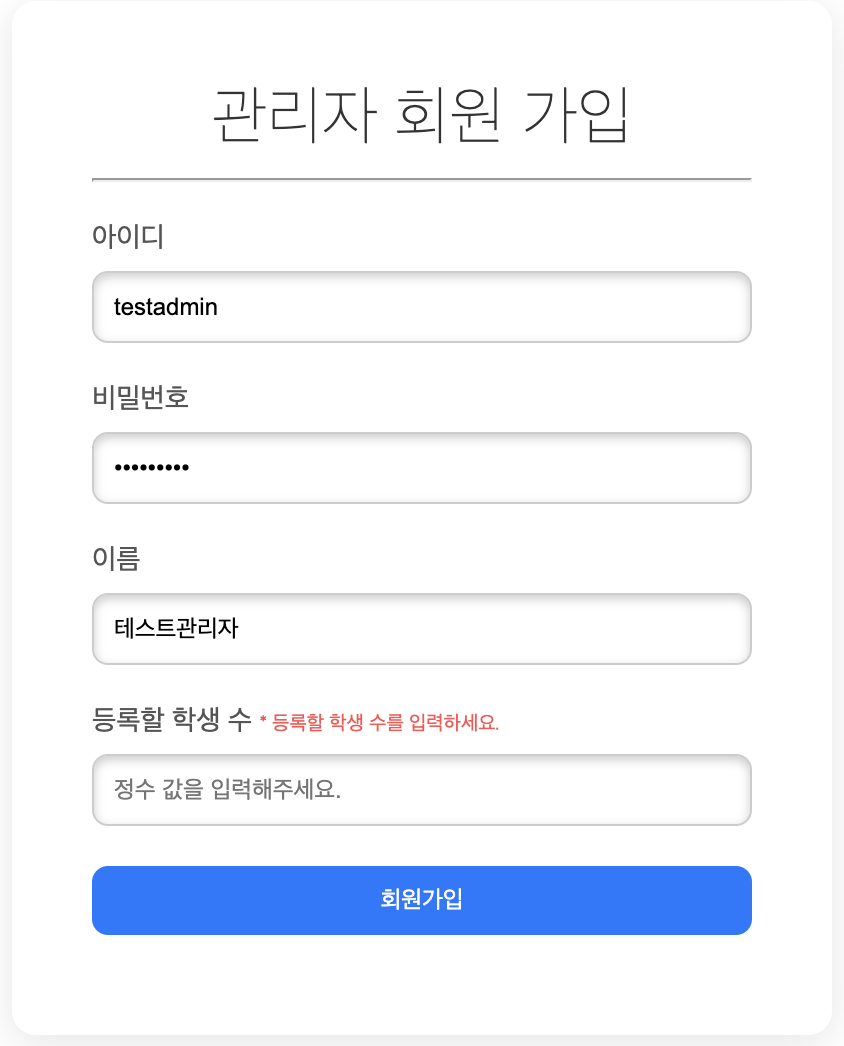 관리자 회원 가입
아이디
testadmin
비밀번호
•••••••••
이름
테스트관리자
등록할 학생 수 * 등록할 학생 수를 입력하세요.
정수 값을 입력해주세요.
회원가입